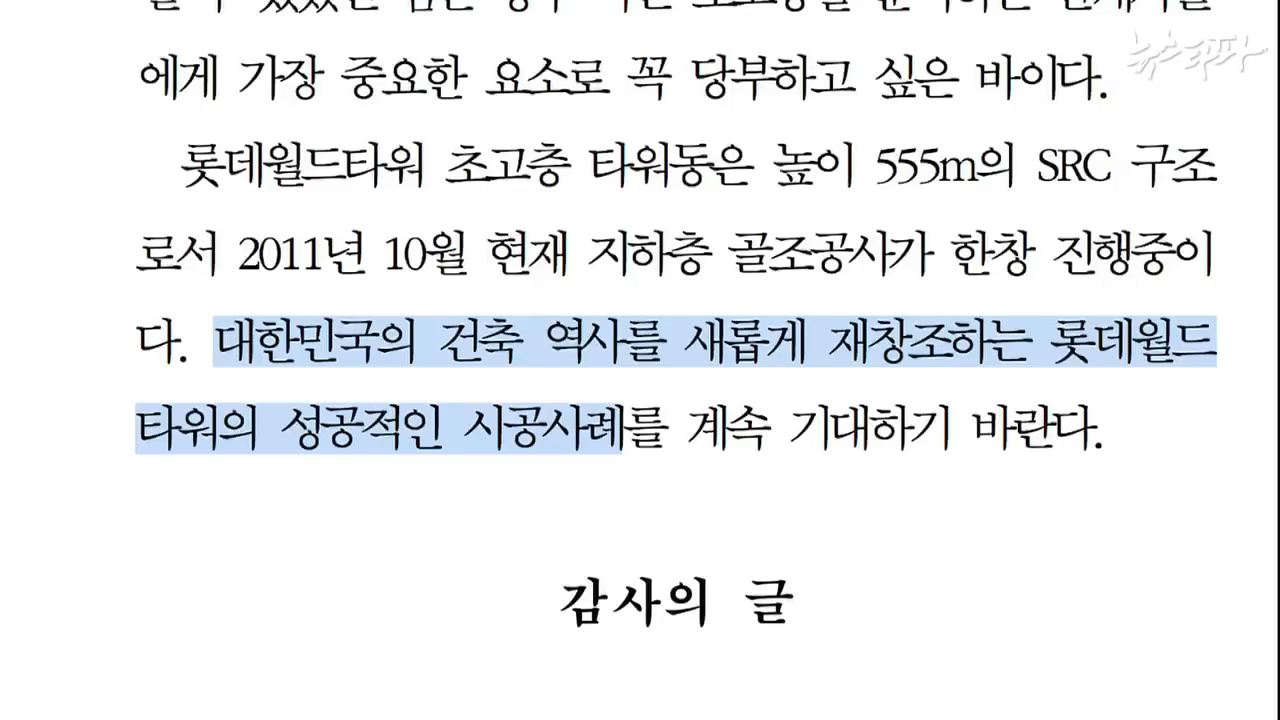 뉴스타파
에게 가장 중요한 요소로 꼭 당부하고 싶은 바이다.
롯데월드타워 초고층 타워동은 높이 555m의 SRC 구조
로서 2011년 10월 현재 지하층 골조공사가 한창 진행중이
다. 대한민국의 건축 역사를 새롭게 재창조하는 롯데월드
타워의 성공적인 시공사례를 계속 기대하기 바란다.
감사의 글